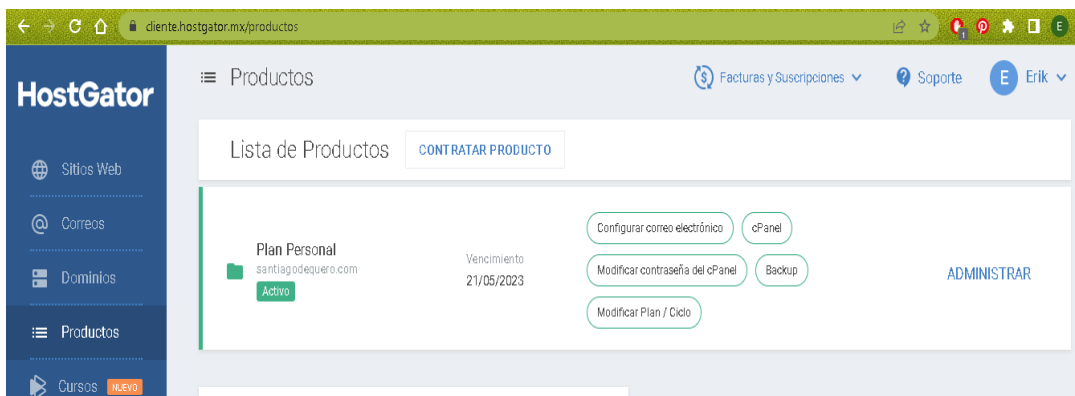 cliente.hostgator.mx/productos
E
HostGator
Productos
Facturas y Suscripciones
Soporte
E
Erik
Sitios Web
Correos
Dominios
Productos
Cursos NUEVO
Lista de Productos
CONTRATAR PRODUCTO
Plan Personal
santiagodequero.com
Activo
Vencimiento
21/05/2023
Configurar correo electrónico
cPanel
Modificar contraseña del cPanel
Backup
Modificar Plan / Ciclo
ADMINISTRAR